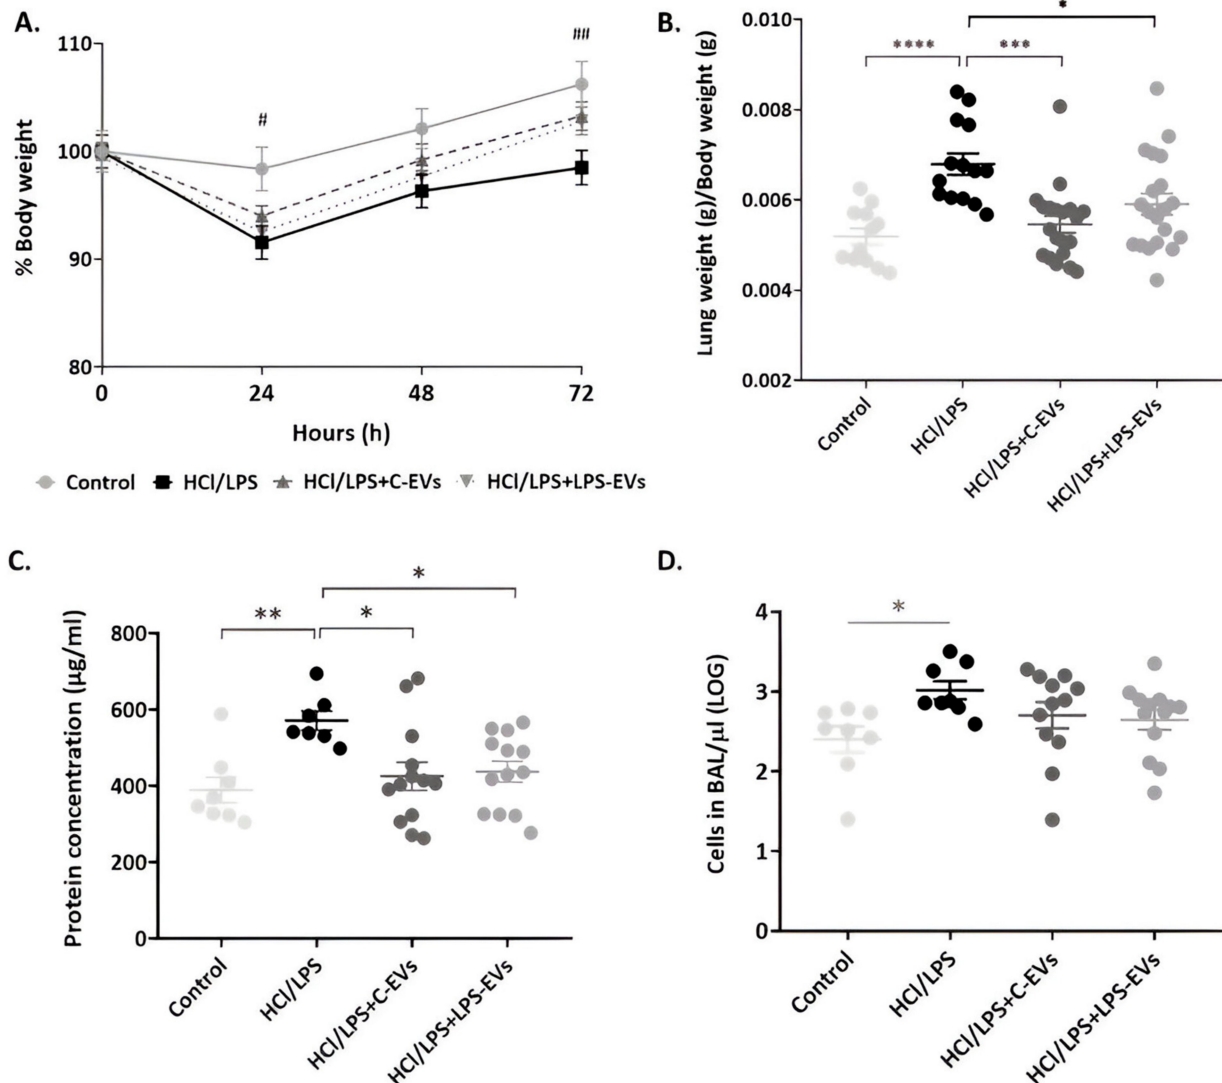 A.
% Body weight
110
100
90
80
#
##
0 24 48 72
Hours (h)
Control HCl/LPS HCl/LPS+C-EVs HCl/LPS+LPS-EVs
B.
Lung weight (g)/Body weight (g)
0.010
0.008
0.006
0.004
0.002
*
**** ***
Control
HCl/LPS
HCl/LPS+C-EVs
HCl//LPS+LPS-EVs
C.
Protein concentration (µg/ml)
800
600
400
200
0
*
** *
Control
HCl/LPS
HCl/LPS+C-EVs
HCl/LPS+LPS-EVs
D.
Cells in BAL/µl (LOG)
4
3
2
1
0
*
Control
HCl/LPS
HCl/LPS+C-EVs
HCl/LPS+LPS-EVs